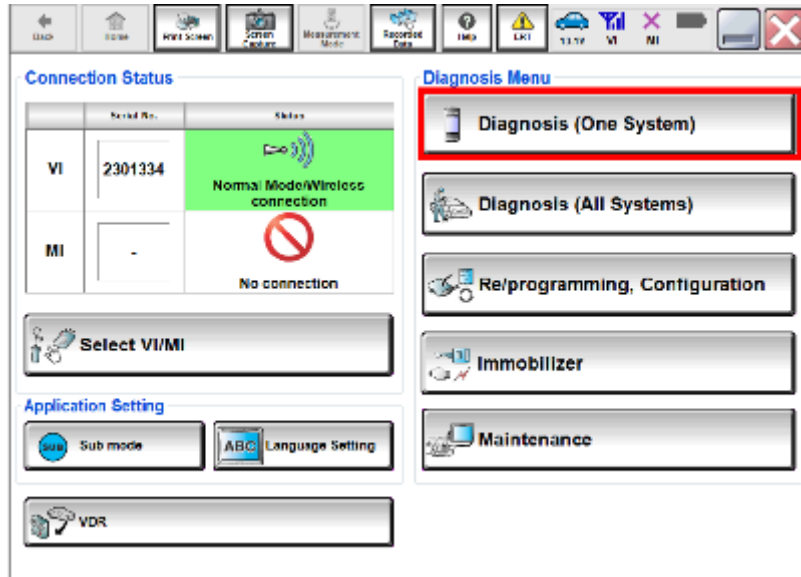 Back
Home
Print Screen
Screen Capture
Measurement Mode
Recorded Data
Help
ERT
VI
MI
Connection Status
Diagnosis Menu
Serial No.
Status
VI
2301334
Normal Mode/Wireless
connection
MI
-
No connection
Select VI/MI
Application Setting
Sub mode
ABC
Language Setting
VDR
Diagnosis (One System)
Diagnosis (All Systems)
Re/programming, Configuration
Immobilizer
Maintenance